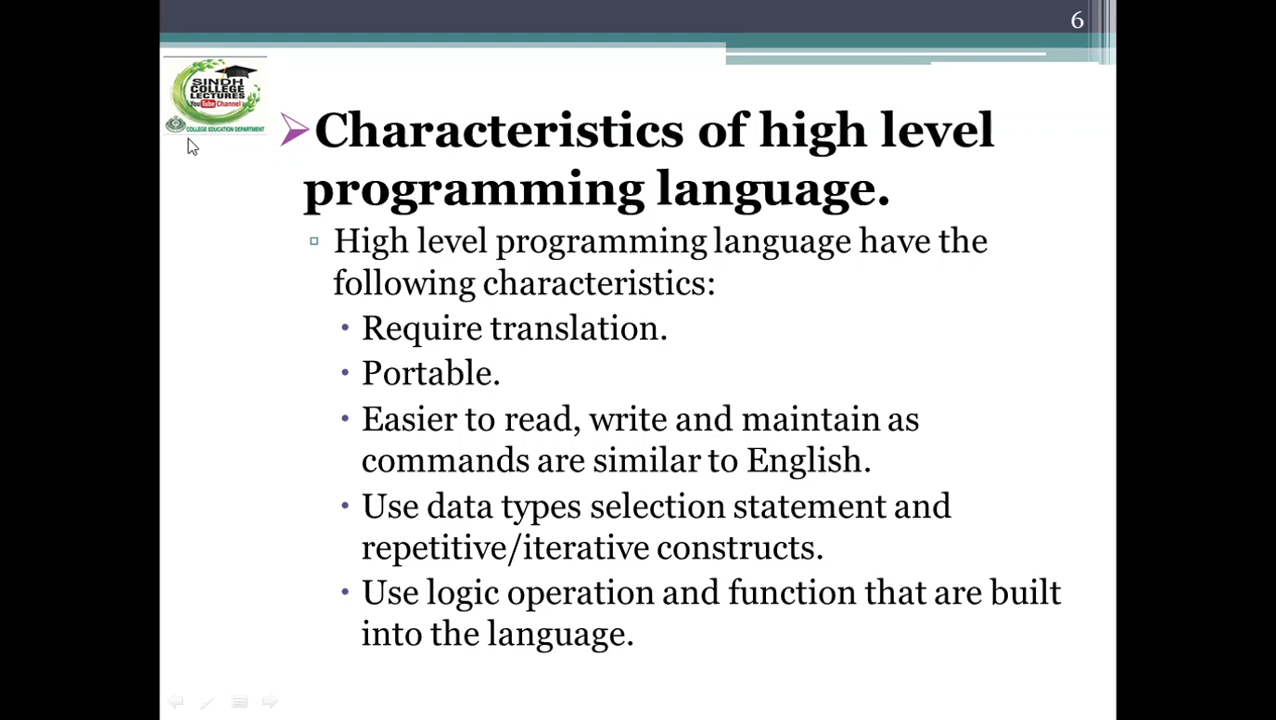 6
SINDH
COLLEGE
LECTURES
YouTube Channel
COLLEGE EDUCATION DEPARTMENT
Characteristics of high level
programming language.
High level programming language have the
following characteristics:
• Require translation.
• Portable.
• Easier to read, write and maintain as
commands are similar to English.
• Use data types selection statement and
repetitive/iterative constructs.
• Use logic operation and function that are built
into the language.